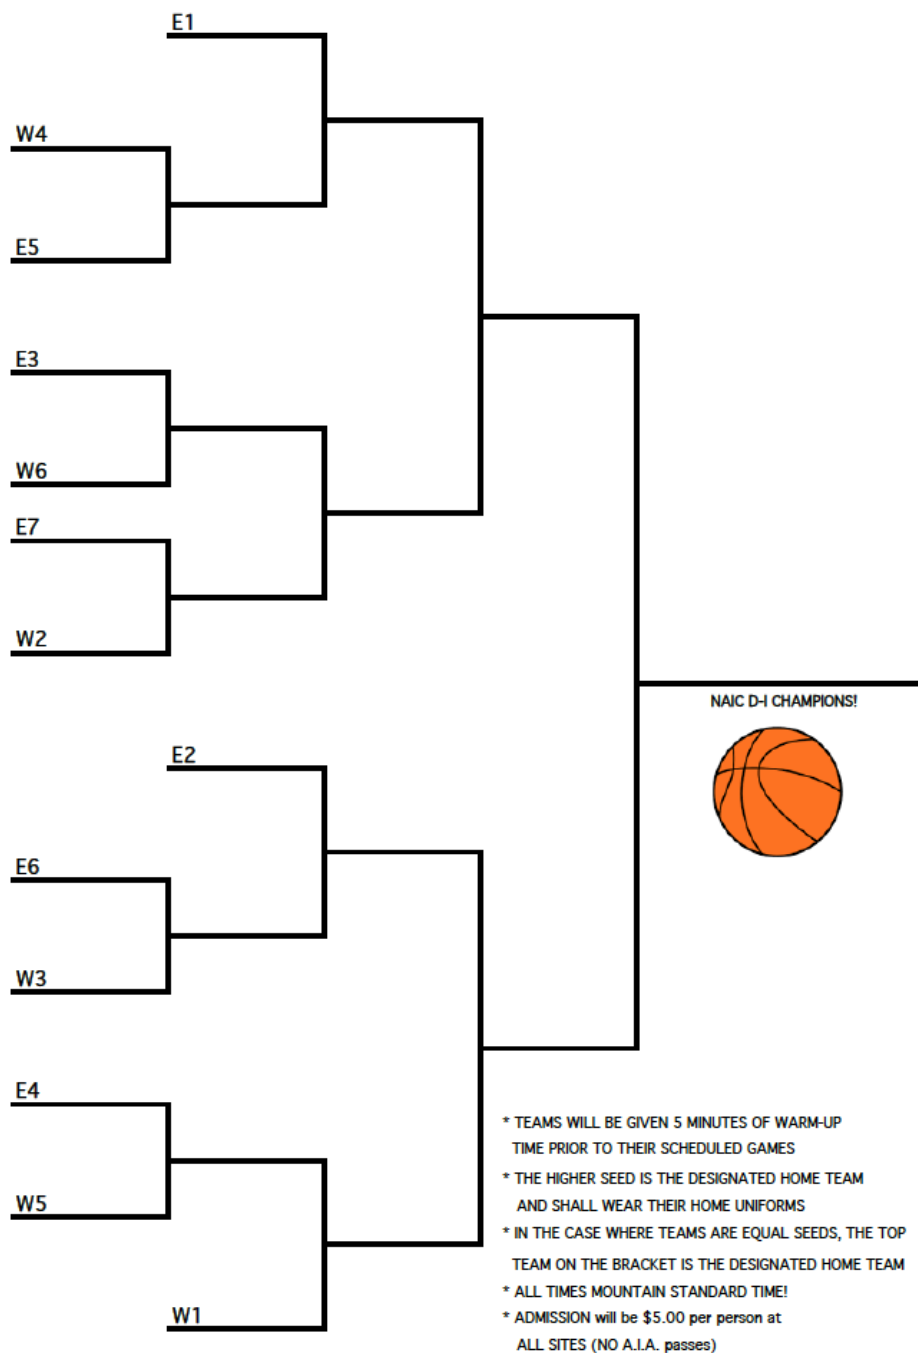 E1
W4
E5
E3
W6
E7
W2
NAIC D-I CHAMPIONS!
E2
E6
W3
E4
W5
W1
* TEAMS WILL BE GIVEN 5 MINUTES OF WARM-UP
TIME PRIOR TO THEIR SCHEDULED GAMES
* THE HIGHER SEED IS THE DESIGNATED HOME TEAM
AND SHALL WEAR THEIR HOME UNIFORMS
* IN THE CASE WHERE TEAMS ARE EQUAL SEEDS, THE TOP
TEAM ON THE BRACKET IS THE DESIGNATED HOME TEAM
* ALL TIMES MOUNTAIN STANDARD TIME!
* ADMISSION will be $5.00 per person at
ALL SITES (NO A.I.A. passes)